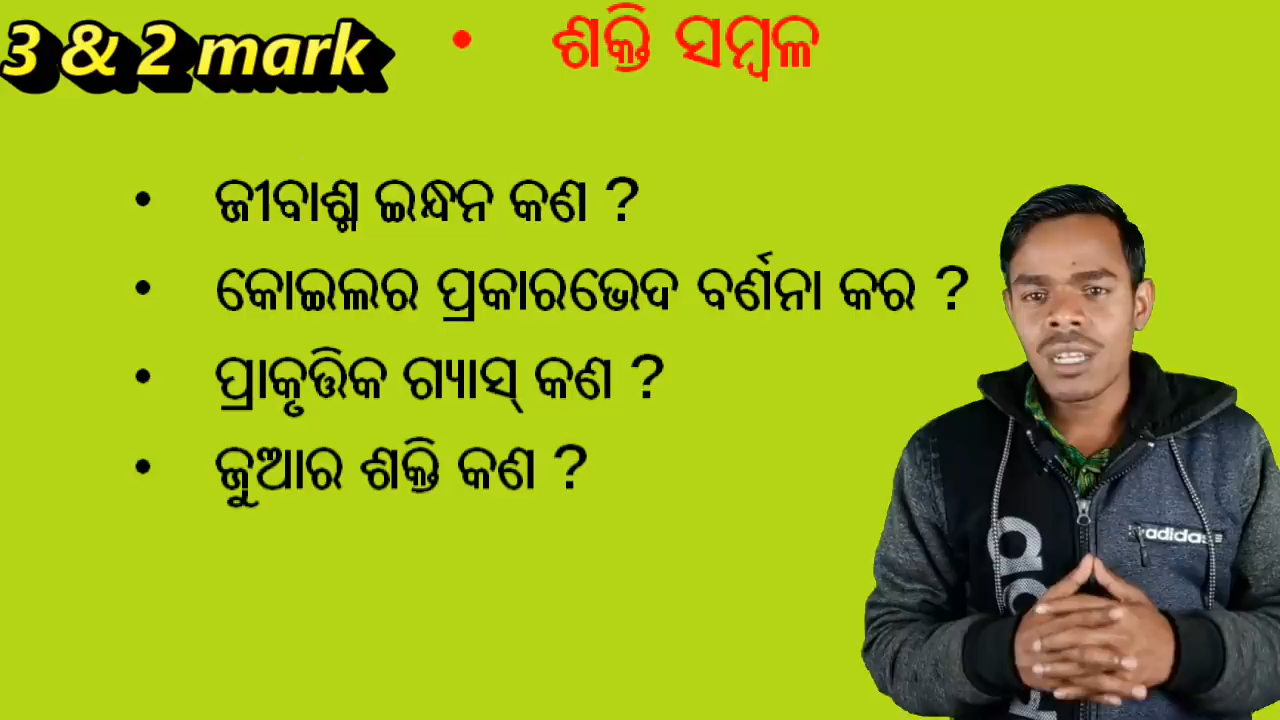 3 & 2 mark
• ଶକ୍ତି ସମ୍ବଳ
• ଜୀବାଶ୍ମ ଇନ୍ଧନ କଣ ?
• କୋଇଲର ପ୍ରକାରଭେଦ ବର୍ଣନା କର ?
• ପ୍ରାକୃତ୍ତିକ ଗ୍ୟାସ୍ କଣ ?
• ଜୁଆର ଶକ୍ତି କଣ ?
adidas